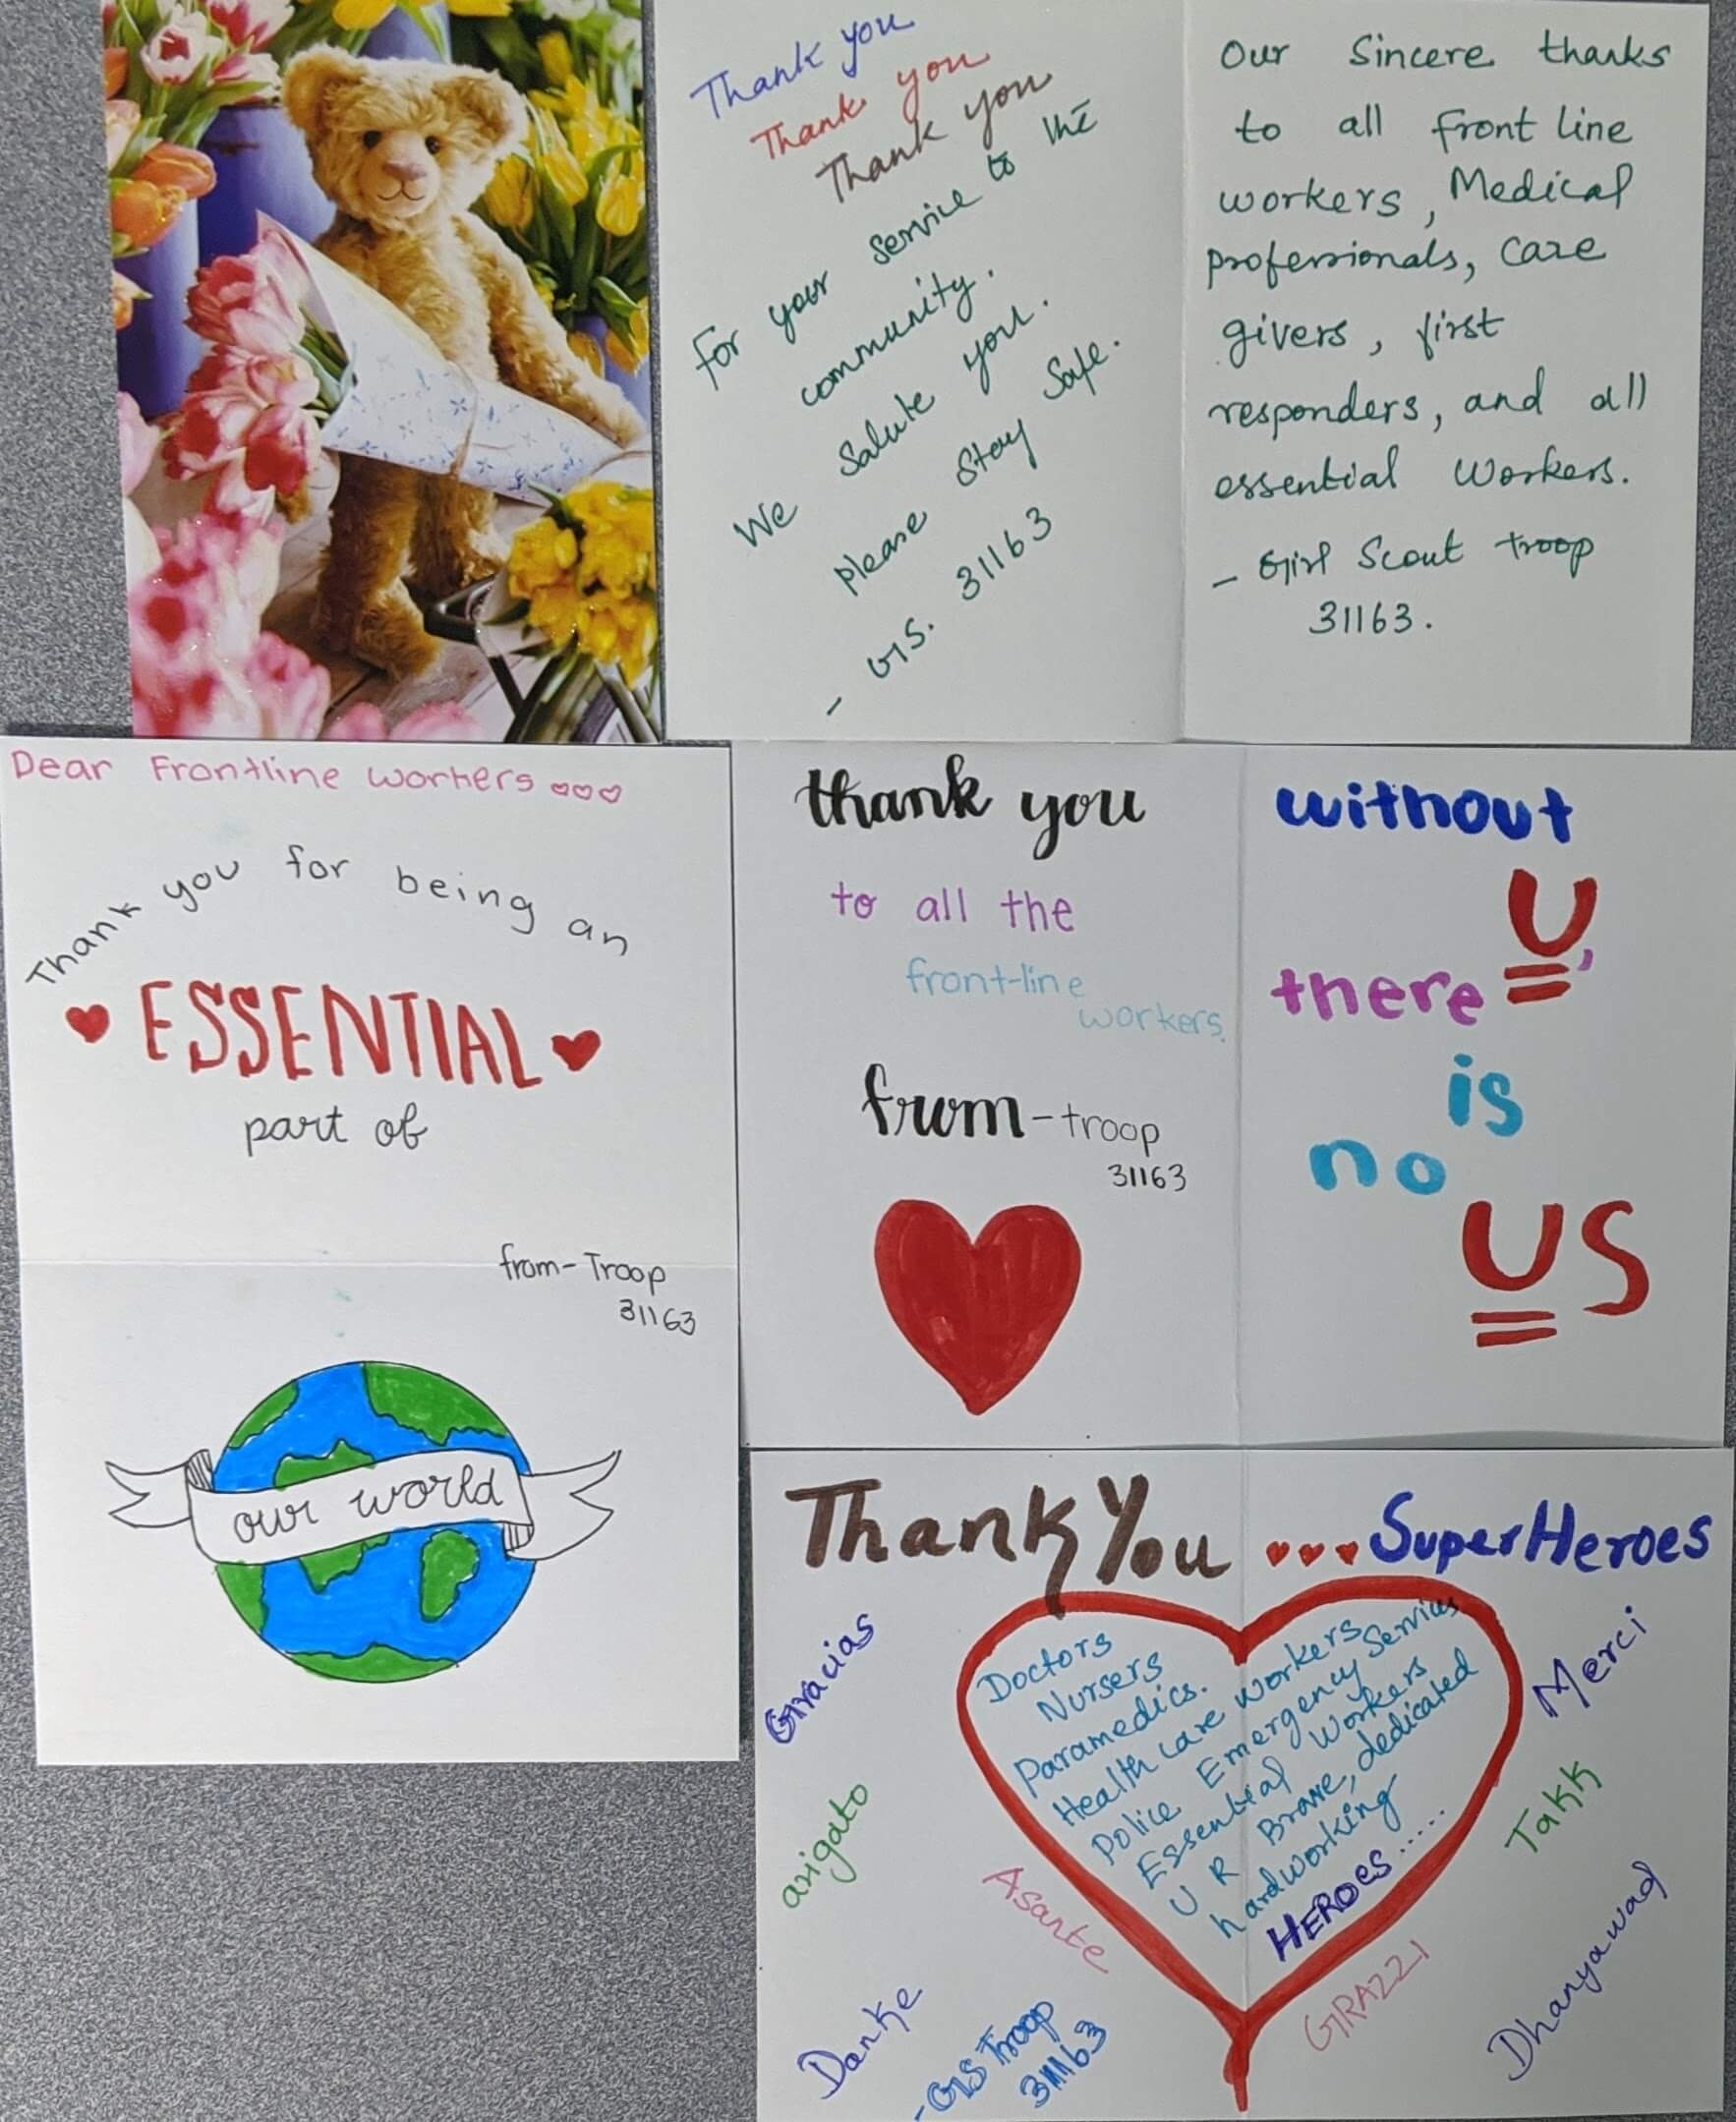 Thank you
Thank you
Thank you
For your service to the
community.
We salute you.
please stay safe.
- GS. 31163
Our Sincere thanks
to all front line
workers, Medical
professionals, care
givers, first
responders, and all
essential workers.
- Girl Scout troop
31163.
Dear Frontline workers ♡♡♡
Thank you for being an
♥ ESSENTIAL ♥
part of
from - Troop
31163
our world
thank you
to all the
front-line
workers.
from - troop
31163
without
U,
there
is
no
US
Thank You ♥♥♥ SuperHeroes
Gracias
arigato
Asante
Danke
- GS Troop
31163
Doctors
Nursers
Paramedics.
Health care workers
Police Emergency Services
Essential Workers
U R Brave, dedicated
hardworking
HEROES.....
Merci
Takk
GRAZZI
Dhanyawad